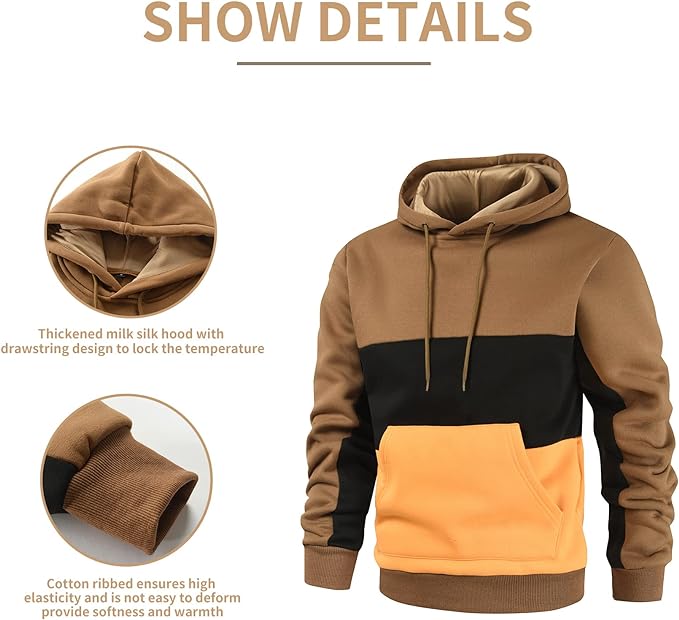 SHOW DETAILS
Thickened milk silk hood with
drawstring design to lock the temperature
Cotton ribbed ensures high
elasticity and is not easy to deform
provide softness and warmth